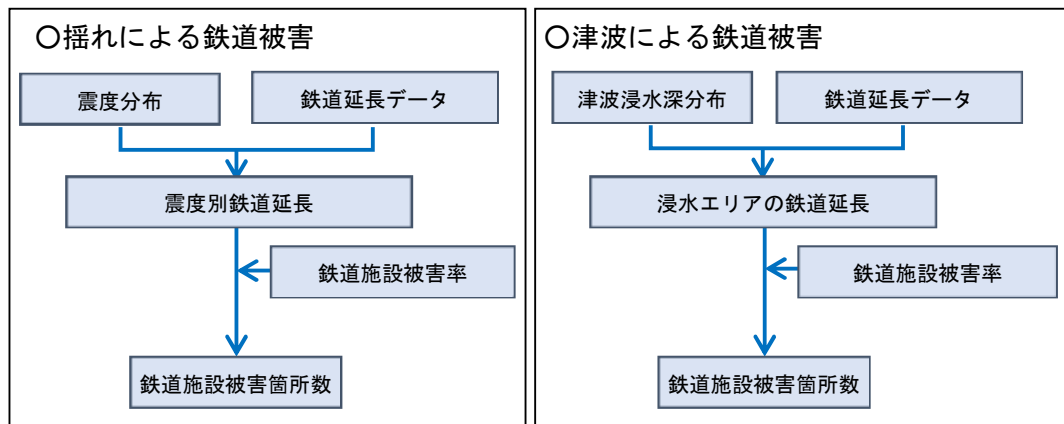 ○揺れによる鉄道被害
震度分布
鉄道延長データ
震度別鉄道延長
鉄道施設被害率
鉄道施設被害箇所数
○津波による鉄道被害
津波浸水深分布
鉄道延長データ
浸水エリアの鉄道延長
鉄道施設被害率
鉄道施設被害箇所数